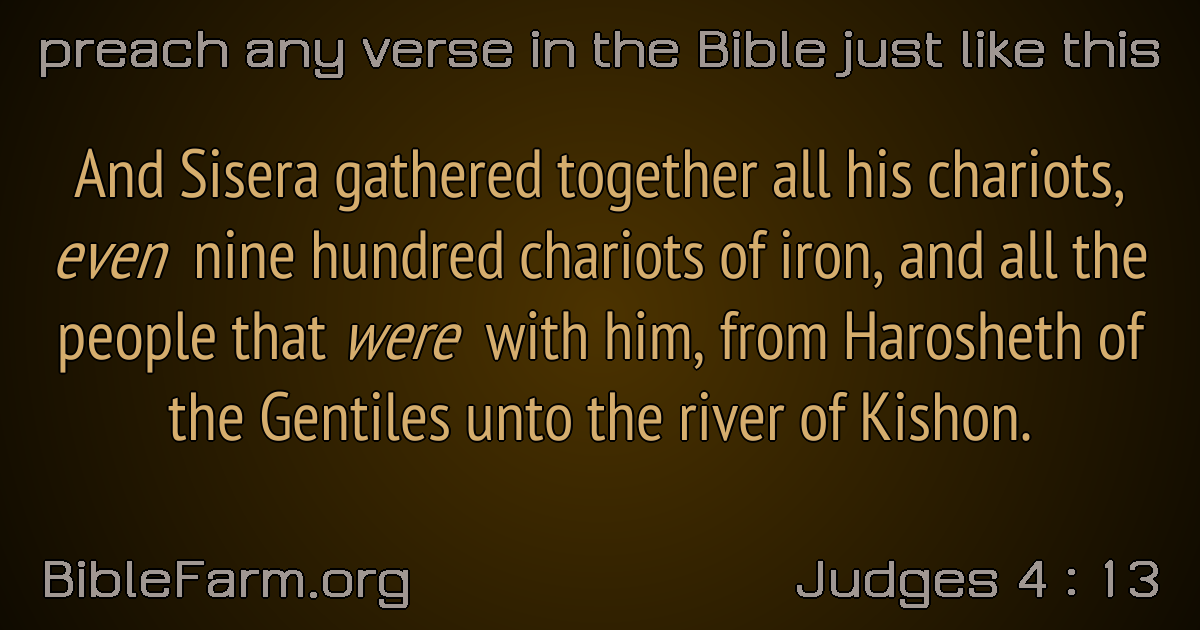 preach any verse in the Bible just like this
And Sisera gathered together all his chariots,
even nine hundred chariots of iron, and all the
people that were with him, from Harosheth of
the Gentiles unto the river of Kishon.
BibleFarm.org
Judges 4 : 13